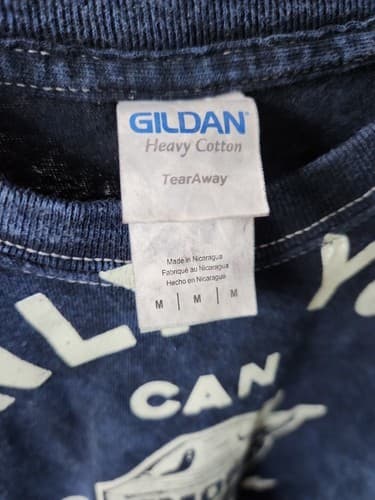 GILDAN
Heavy Cotton
TearAway
Made in Nicaragua
Fabriqué au Nicaragua
Hecho en Nicaragua
M | M | M
CAN